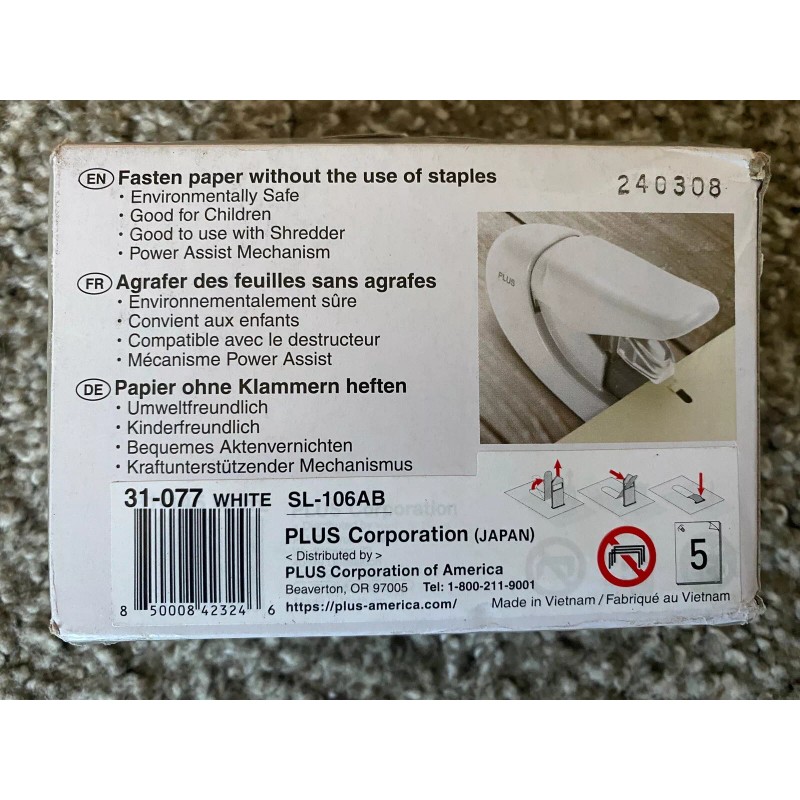 EN Fasten paper without the use of staples
· Environmentally Safe
· Good for Children
· Good to use with Shredder
· Power Assist Mechanism
240308
PLUS
FR Agrafer des feuilles sans agrafes
· Environnementalement sûre
· Convient aux enfants
· Compatible avec le destructeur
· Mécanisme Power Assist
DE Papier ohne Klammern heften
· Umweltfreundlich
· Kinderfreundlich
· Bequemes Aktenvernichten
· Kraftunterstützender Mechanismus
31-077 WHITE SL-106AB
PLUS Corporation
PLUS Corporation (JAPAN)
< Distributed by >
PLUS Corporation of America
Beaverton, OR 97005 Tel: 1-800-211-9001
https://plus-america.com/
8 50008 42324 6
5
Made in Vietnam / Fabriqué au Vietnam